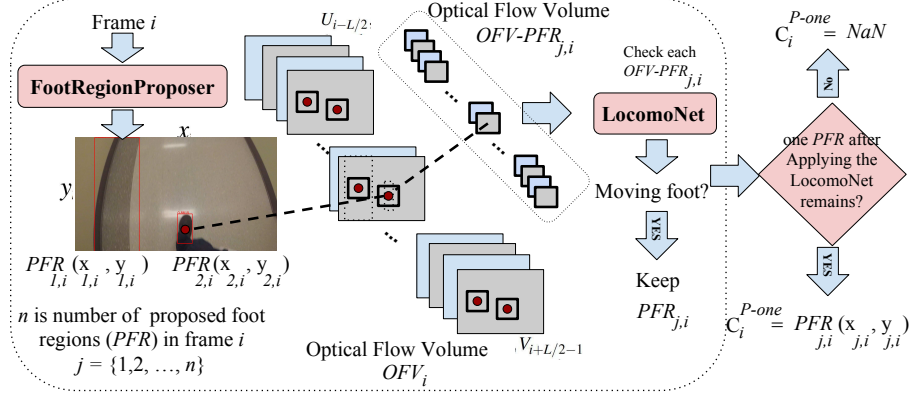 Frame i
FootRegionProposer
x
y
PFR1,i (x1,i , y1,i)
PFR2,i (x2,i , y2,i)
n is number of proposed foot
regions (PFR) in frame i
j = {1,2, …, n}
Ui−L/2
...
...
Vi+L/2−1
Optical Flow Volume
OFVi
Optical Flow Volume
OFV-PFRj,i
...
...
Check each
OFV-PFRj,i
LocomoNet
Moving foot?
YES
Keep
PFRj,i
CiP-one = NaN
No
one PFR after
Applying the
LocomoNet
remains?
YES
CiP-one = PFRj,i (xj,i , yj,i)